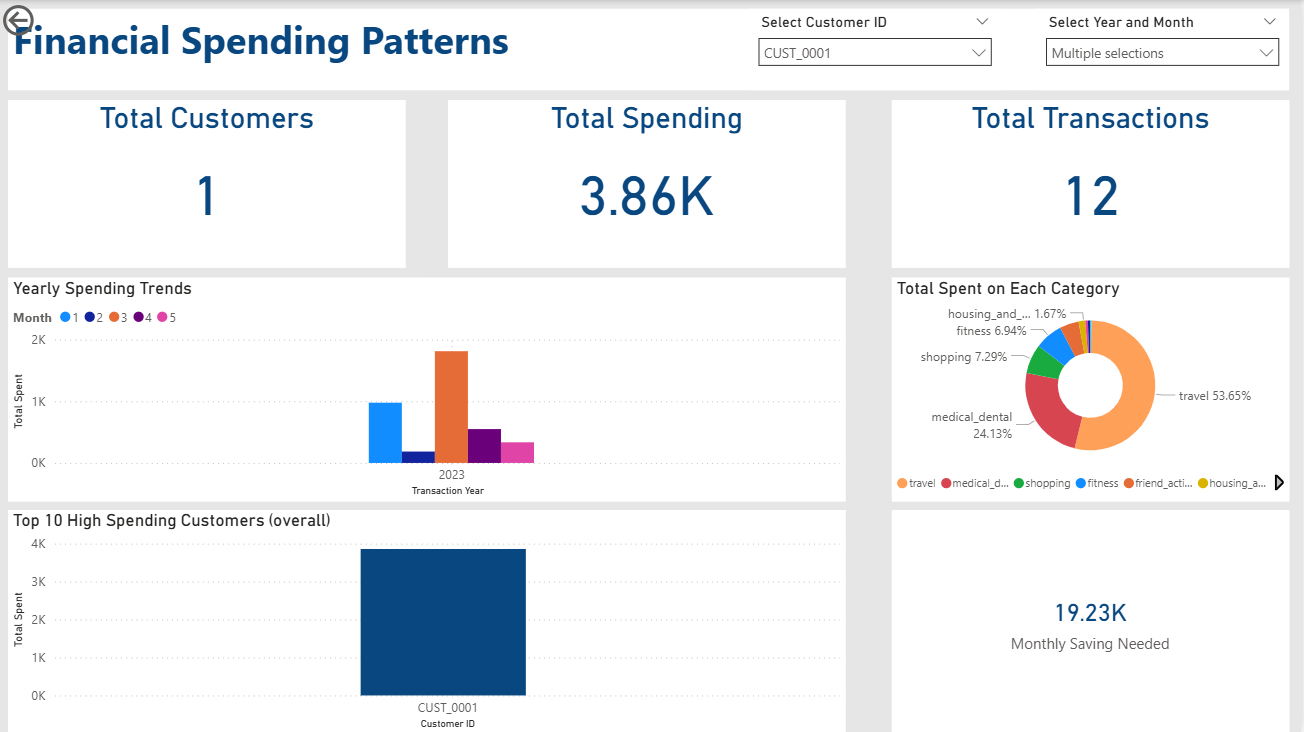 Financial Spending Patterns
Select Customer ID
CUST_0001
Select Year and Month
Multiple selections
Total Customers
1
Total Spending
3.86K
Total Transactions
12
Yearly Spending Trends
Month 1 2 3 4 5
2K
1K
0K
Total Spent
2023
Transaction Year
Total Spent on Each Category
housing_and_... 1.67%
fitness 6.94%
shopping 7.29%
travel 53.65%
medical_dental
24.13%
travel medical_d... shopping fitness friend_acti... housing_a...
Top 10 High Spending Customers (overall)
4K
3K
2K
1K
0K
Total Spent
CUST_0001
Customer ID
19.23K
Monthly Saving Needed